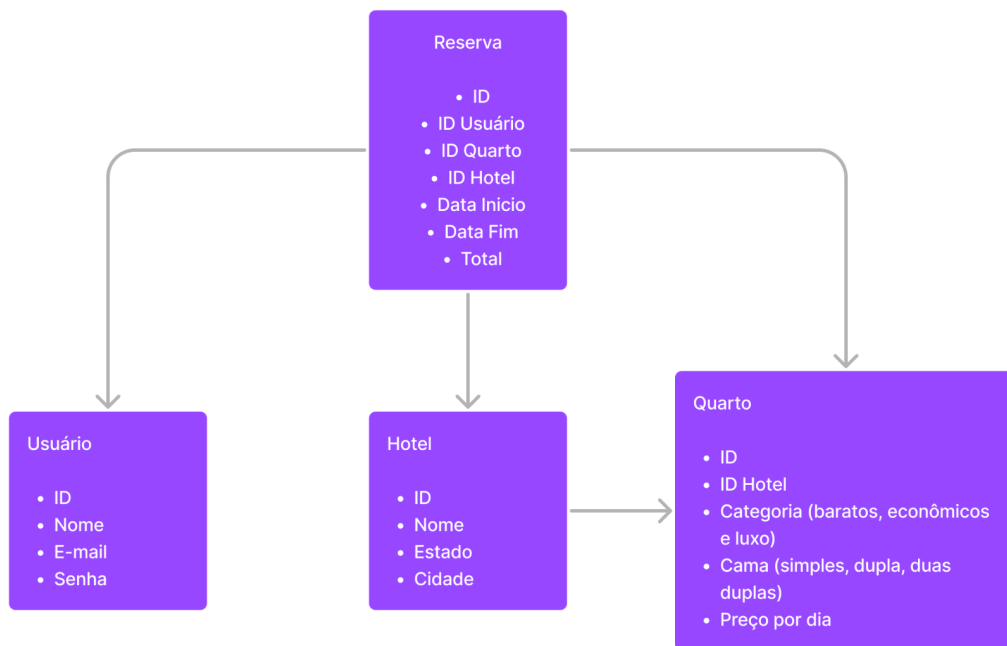 Reserva
• ID
• ID Usuário
• ID Quarto
• ID Hotel
• Data Inicio
• Data Fim
• Total
Usuário
• ID
• Nome
• E-mail
• Senha
Hotel
• ID
• Nome
• Estado
• Cidade
Quarto
• ID
• ID Hotel
• Categoria (baratos, econômicos
e luxo)
• Cama (simples, dupla, duas
duplas)
• Preço por dia